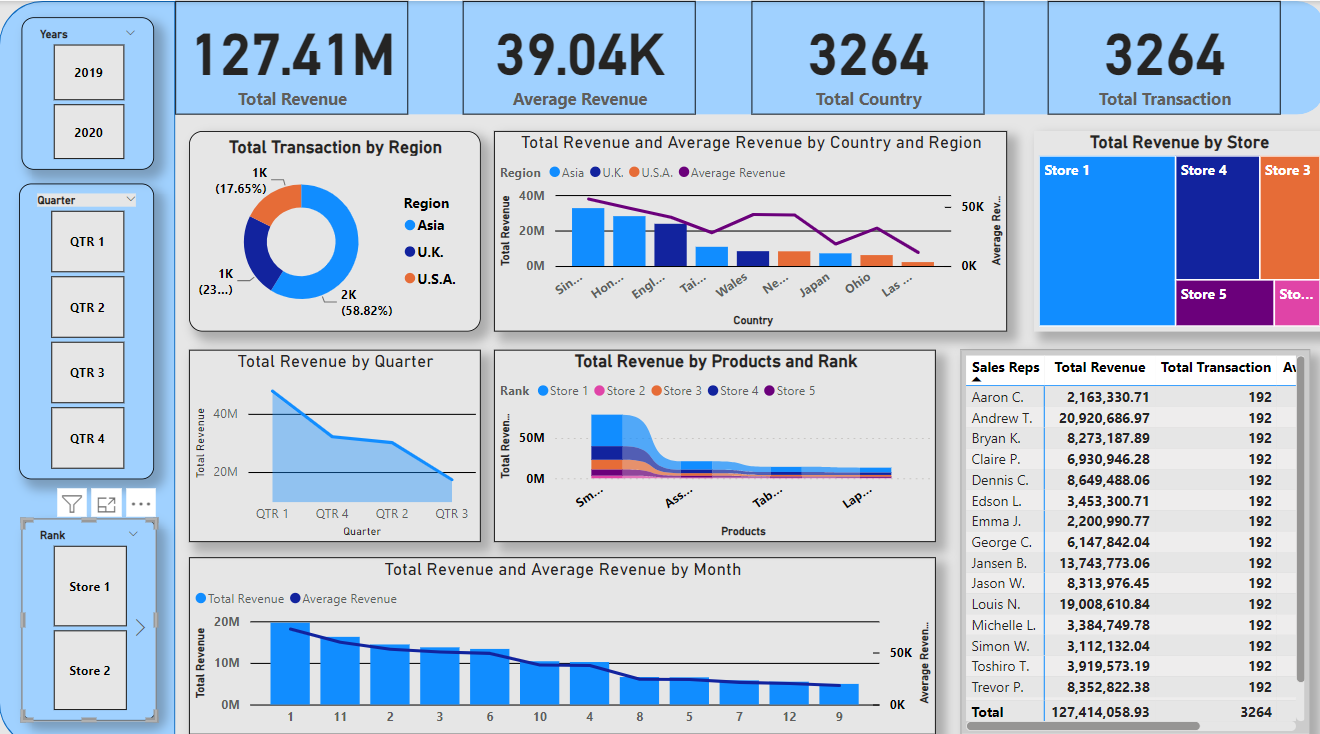 Years
2019
2020
Quarter
QTR 1
QTR 2
QTR 3
QTR 4
Rank
Store 1
Store 2
127.41M
Total Revenue
39.04K
Average Revenue
3264
Total Country
3264
Total Transaction
Total Transaction by Region
1K
(17.65%)
1K
(23...)
2K
(58.82%)
Region
Asia
U.K.
U.S.A.
Total Revenue and Average Revenue by Country and Region
Region Asia U.K. U.S.A. Average Revenue
Total Revenue
40M
20M
0M
50K
0K
Average Rev...
Sin... Hon... Engl... Tai... Wales Ne... Japan Ohio Las ...
Country
Total Revenue by Store
Store 1
Store 4
Store 3
Store 5
Sto...
Total Revenue by Quarter
Total Revenue
40M
20M
QTR 1 QTR 4 QTR 2 QTR 3
Quarter
Total Revenue by Products and Rank
Rank Store 1 Store 2 Store 3 Store 4 Store 5
Total Reven...
50M
0M
Sm... Ass... Tab... Lap...
Products
Sales Reps Total Revenue Total Transaction Av
Aaron C. 2,163,330.71 192
Andrew T. 20,920,686.97 192
Bryan K. 8,273,187.89 192
Claire P. 6,930,946.28 192
Dennis C. 8,649,488.06 192
Edson L. 3,453,300.71 192
Emma J. 2,200,990.77 192
George C. 6,147,842.04 192
Jansen B. 13,743,773.06 192
Jason W. 8,313,976.45 192
Louis N. 19,008,610.84 192
Michelle L. 3,384,749.78 192
Simon W. 3,112,132.04 192
Toshiro T. 3,919,573.19 192
Trevor P. 8,352,822.38 192
Total 127,414,058.93 3264
Total Revenue and Average Revenue by Month
Total Revenue Average Revenue
Total Revenue
20M
10M
0M
50K
0K
Average Reven...
1 11 2 3 6 10 4 8 5 7 12 9